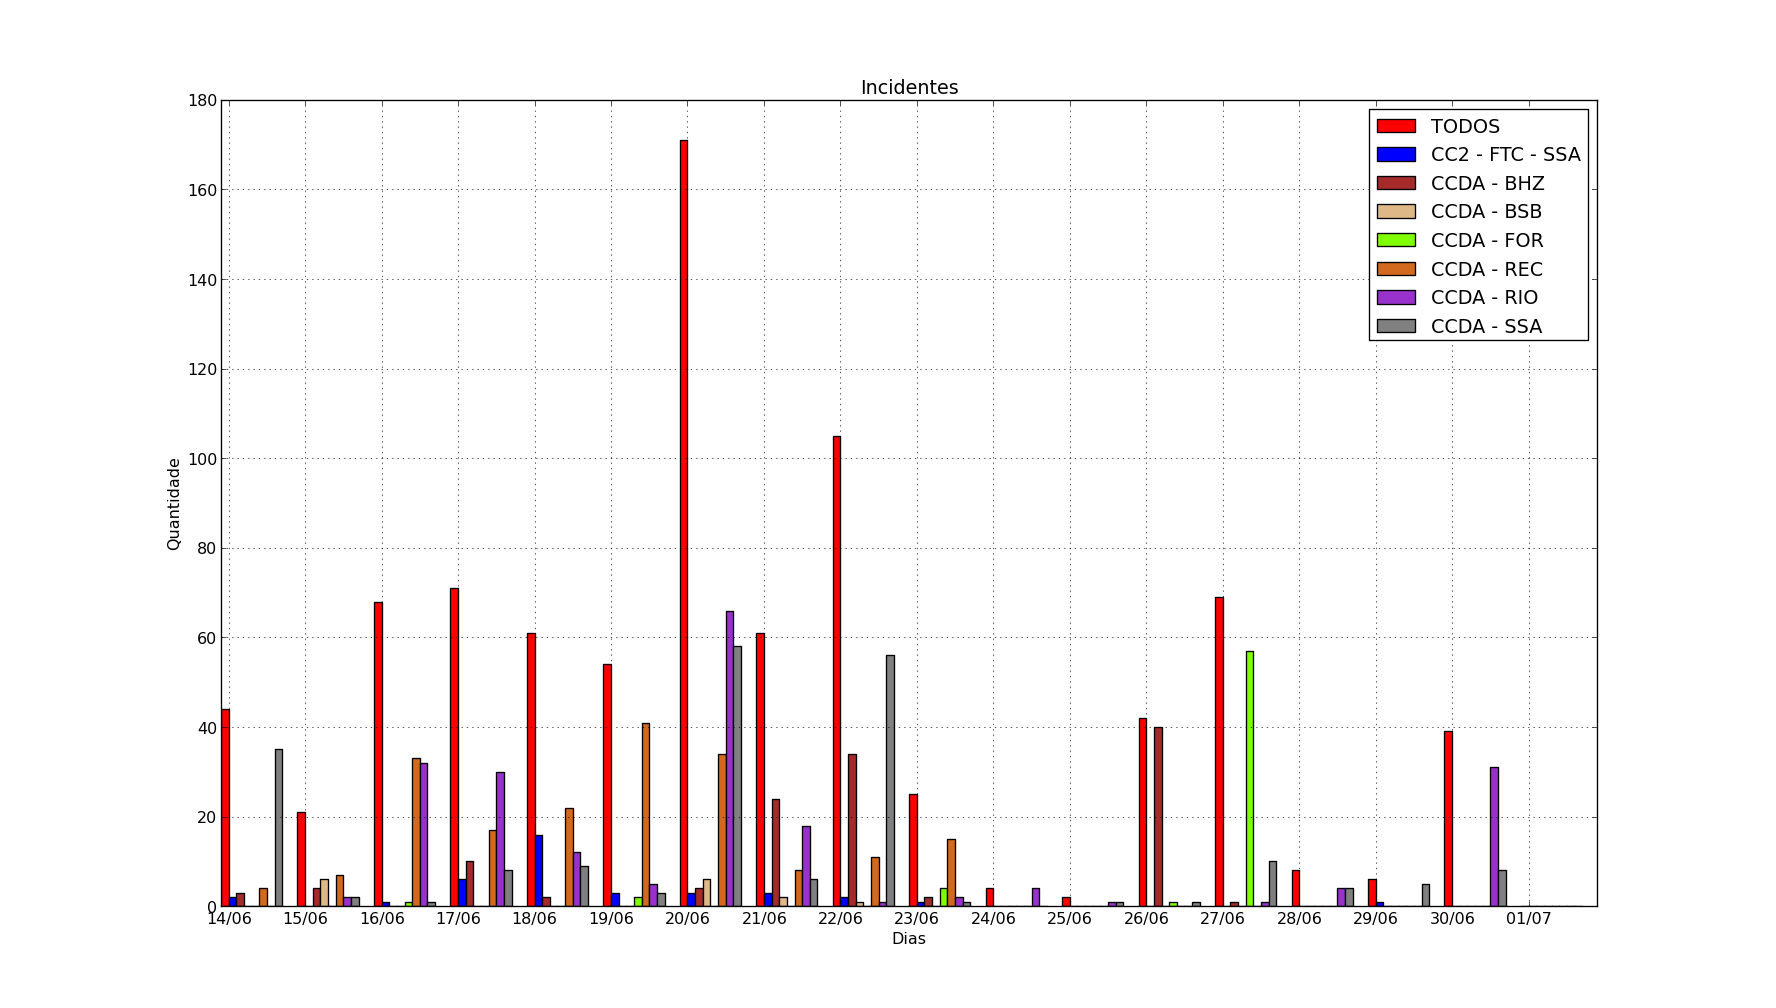 Incidentes
180
160
140
120
100
80
60
40
20
0
Quantidade
TODOS
CC2 - FTC - SSA
CCDA - BHZ
CCDA - BSB
CCDA - FOR
CCDA - REC
CCDA - RIO
CCDA - SSA
14/06 15/06 16/06 17/06 18/06 19/06 20/06 21/06 22/06 23/06 24/06 25/06 26/06 27/06 28/06 29/06 30/06 01/07
Dias